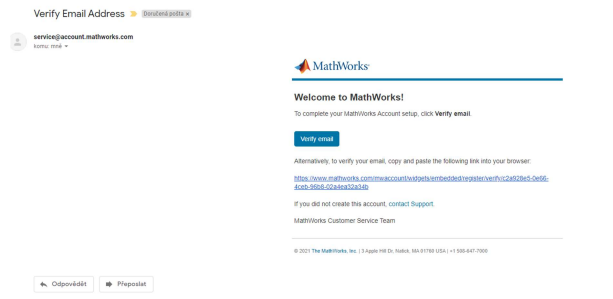 Verify Email Address
Doručená pošta ×
service@account.mathworks.com
komu: mně
MathWorks
Welcome to MathWorks!
To complete your MathWorks Account setup, click Verify email.
Verify email
Alternatively, to verify your email, copy and paste the following link into your browser:
https://www.mathworks.com/mwaccount/widgets/embedded/register/verify/c2a928e5-0e66-
4ceb-95b8-02a4ea32a34b
If you did not create this account, contact Support.
MathWorks Customer Service Team
© 2021 The MathWorks, Inc. | 3 Apple Hill Dr, Natick, MA 01760 USA | +1 508-647-7000
Odpovědět
Přeposlat